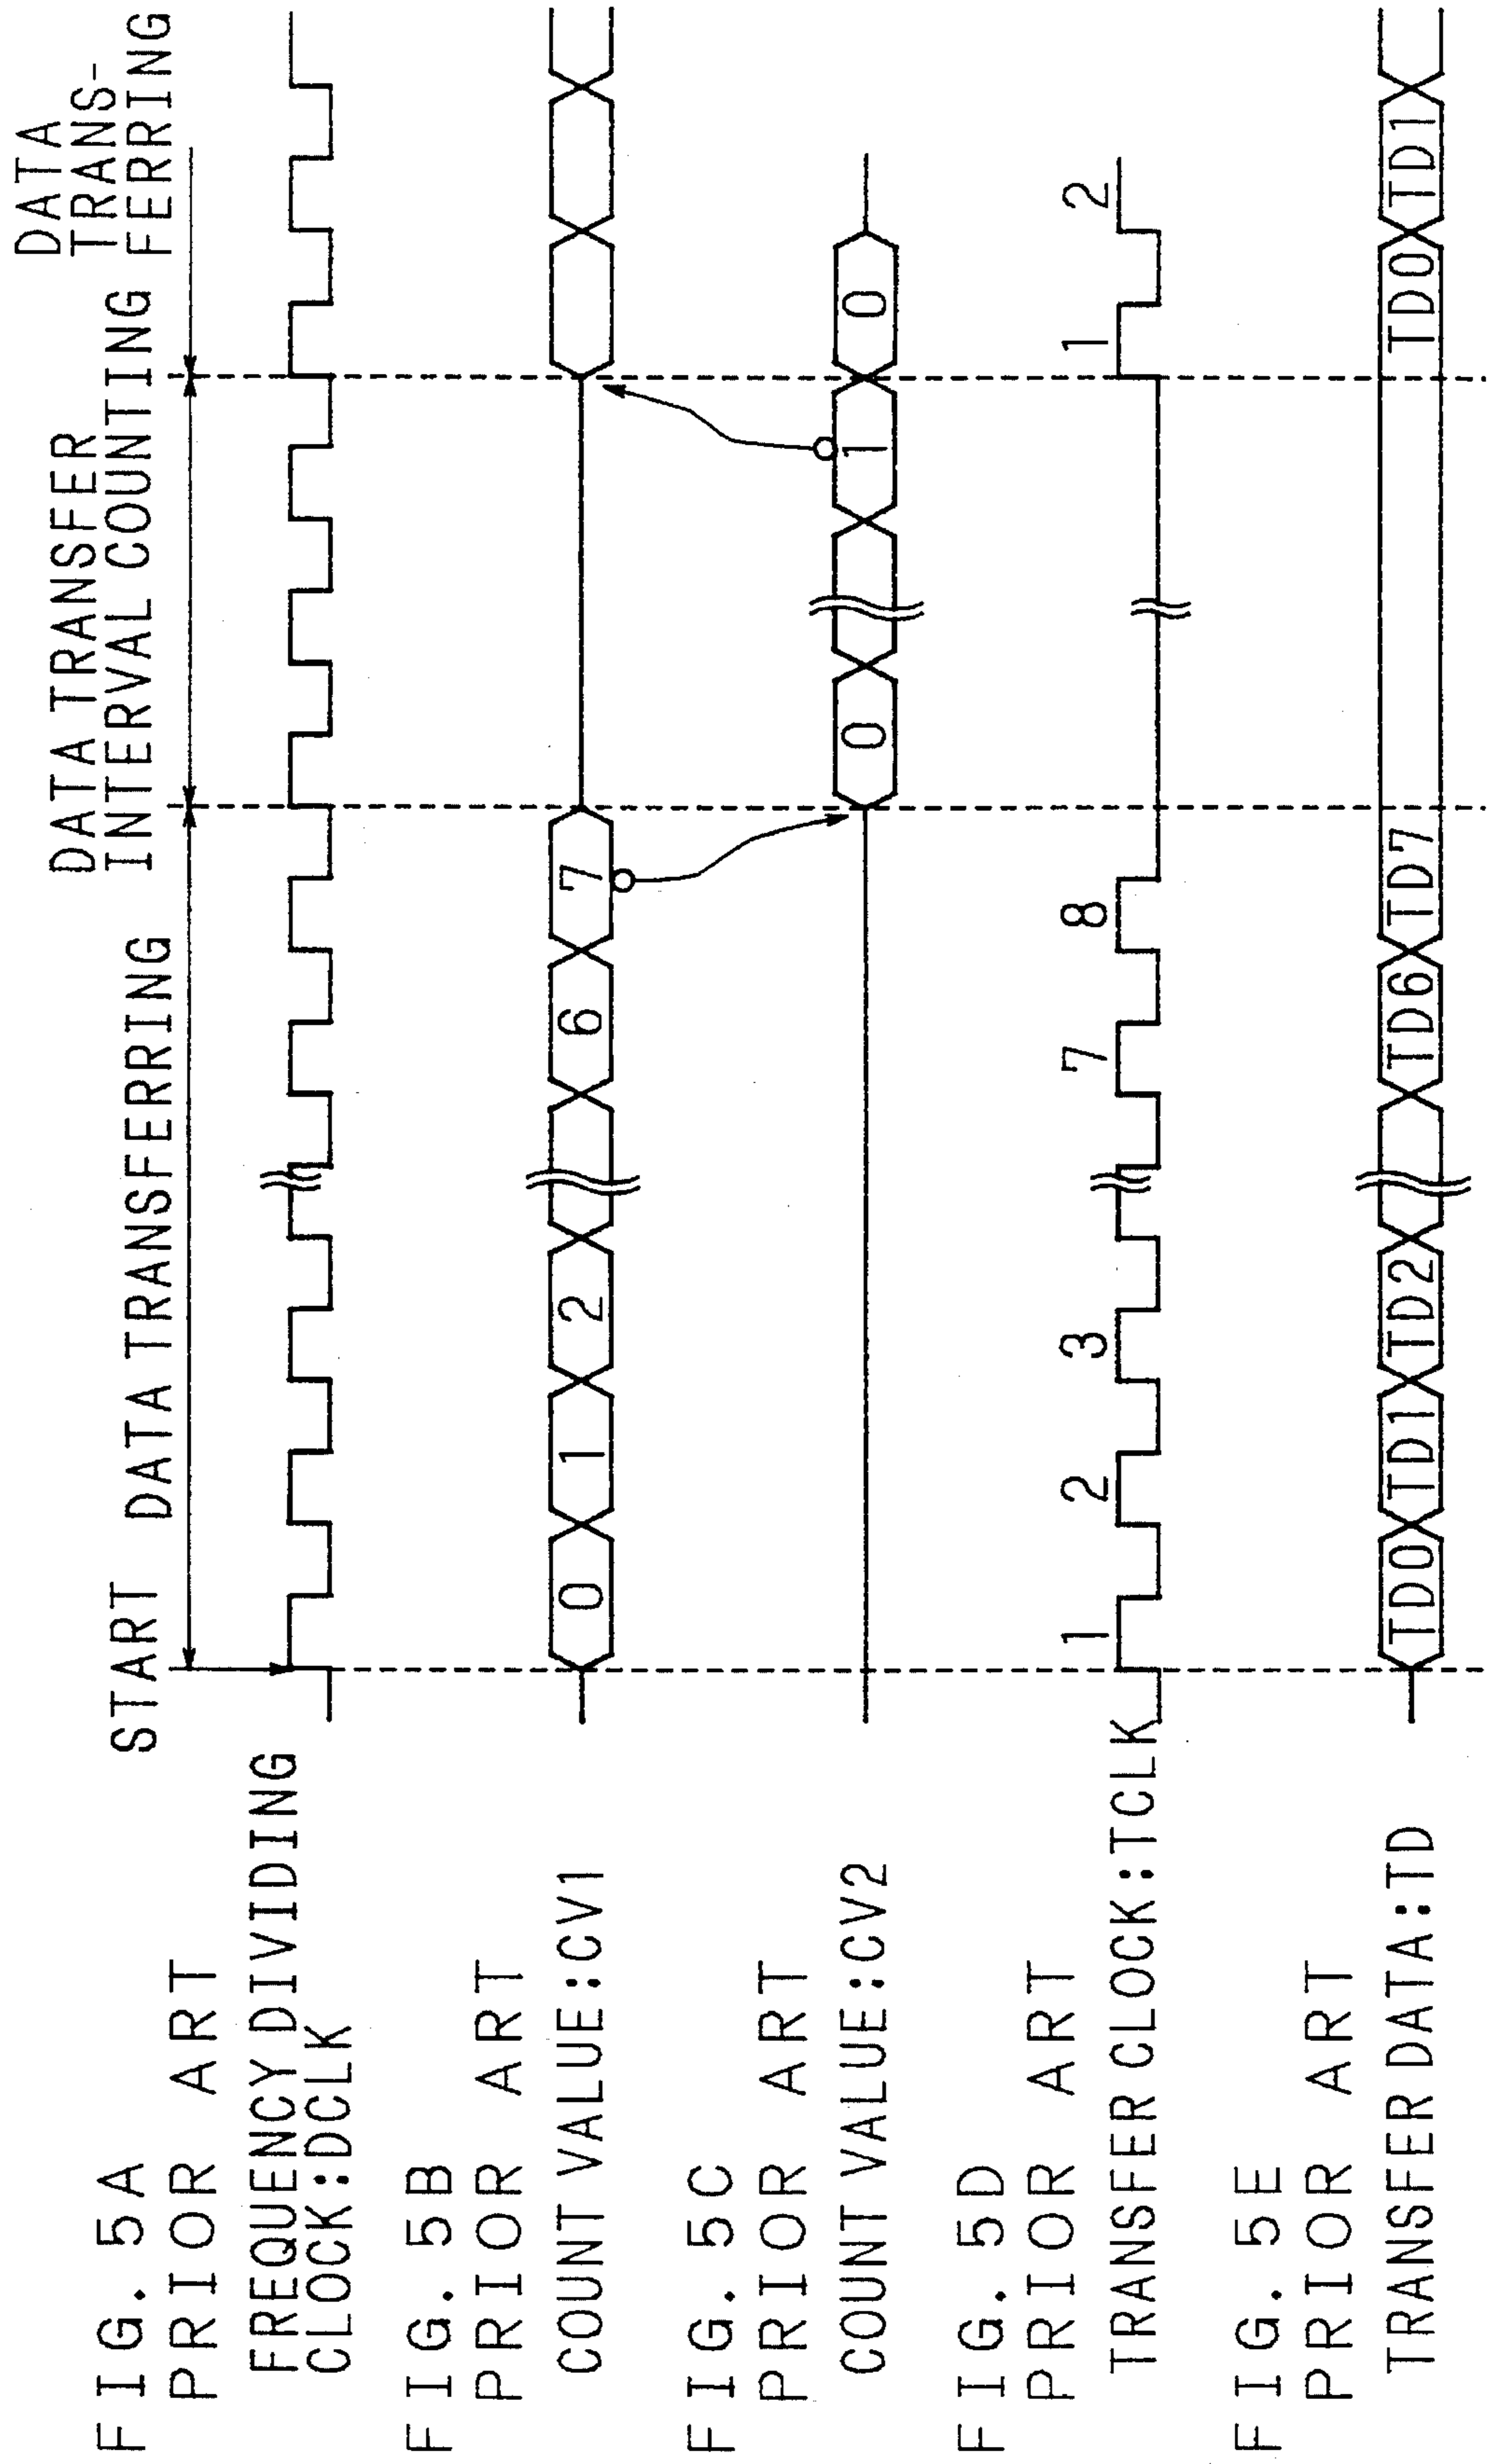 START DATA TRANSFERRING
DATA TRANSFER
INTERVAL COUNTING
DATA
TRANS-
FERRING
FIG. 5A
PRIOR ART
FREQUENCY DIVIDING
CLOCK:DCLK
FIG. 5B
PRIOR ART
COUNT VALUE:CV1
0 1 2 6 7
FIG. 5C
PRIOR ART
COUNT VALUE:CV2
0 1 0
FIG. 5D
PRIOR ART
TRANSFER CLOCK:TCLK
1 2 3 7 8 1 2
FIG. 5E
PRIOR ART
TRANSFER DATA:TD
TD0 TD1 TD2 TD6 TD7 TD0 TD1